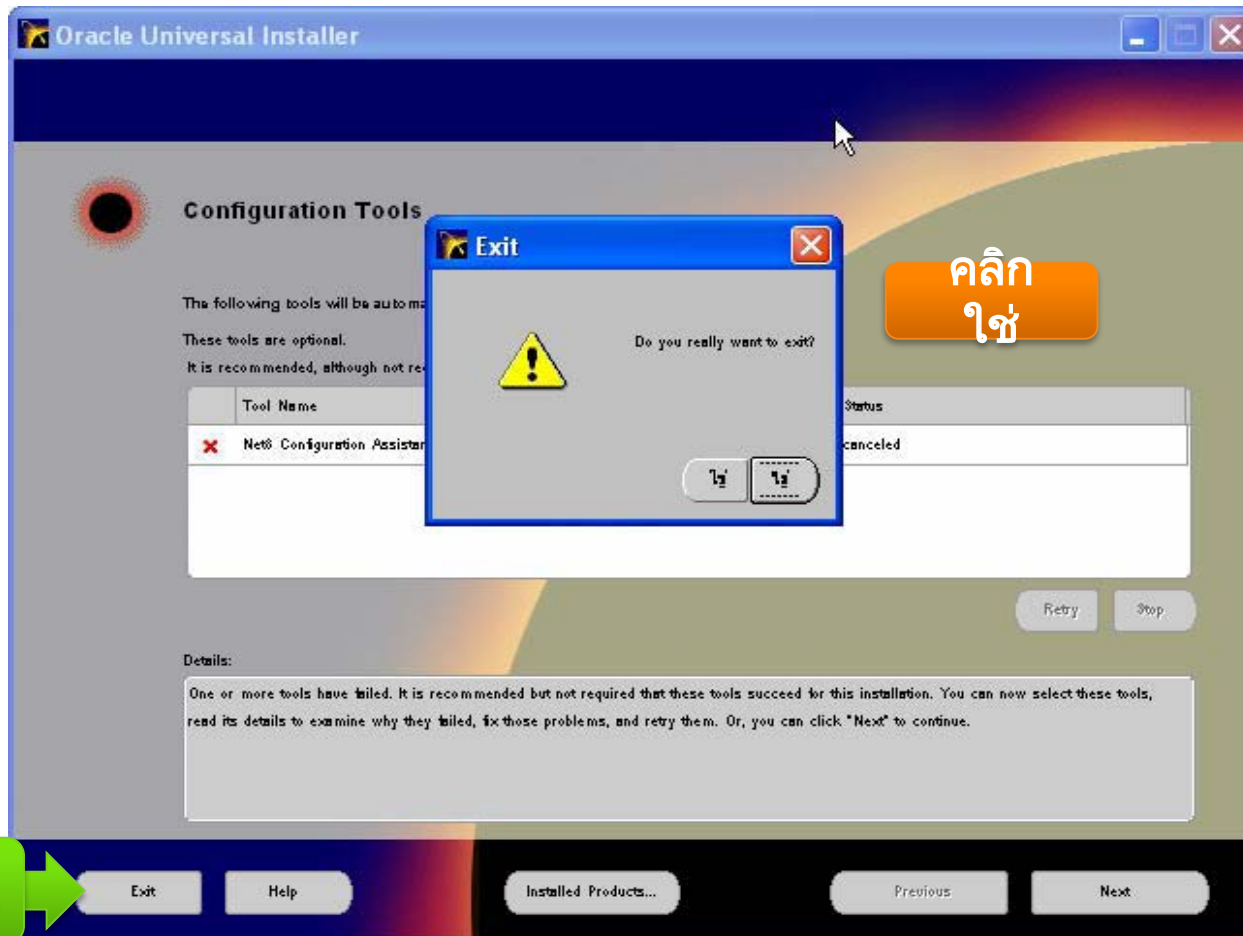 Oracle Universal Installer
Configuration Tools
Exit
คลิก
ใช่
The following tools will be
Do you really want to exit?
These tools are optional.
It is recommended, although not
Tool Name
Status
Net8 Configuration
canceled
ใช่
Retry
Stop
Details:
One or more tools have failed. It is recommended but not required that these tools succeed for this installation. You can now select these tools,
read its details to examine why they failed, fix those problems, and retry them. Or, you can click "Next" to continue.
Exit
Help
Installed Products...
Previous
Next